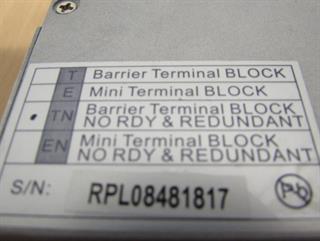 T Barrier Terminal BLOCK
E Mini Terminal BLOCK
TN Barrier Terminal BLOCK
NO RDY & REDUNDANT
EN Mini Terminal BLOCK
NO RDY & REDUNDANT
S/N: RPL08481817
Pb